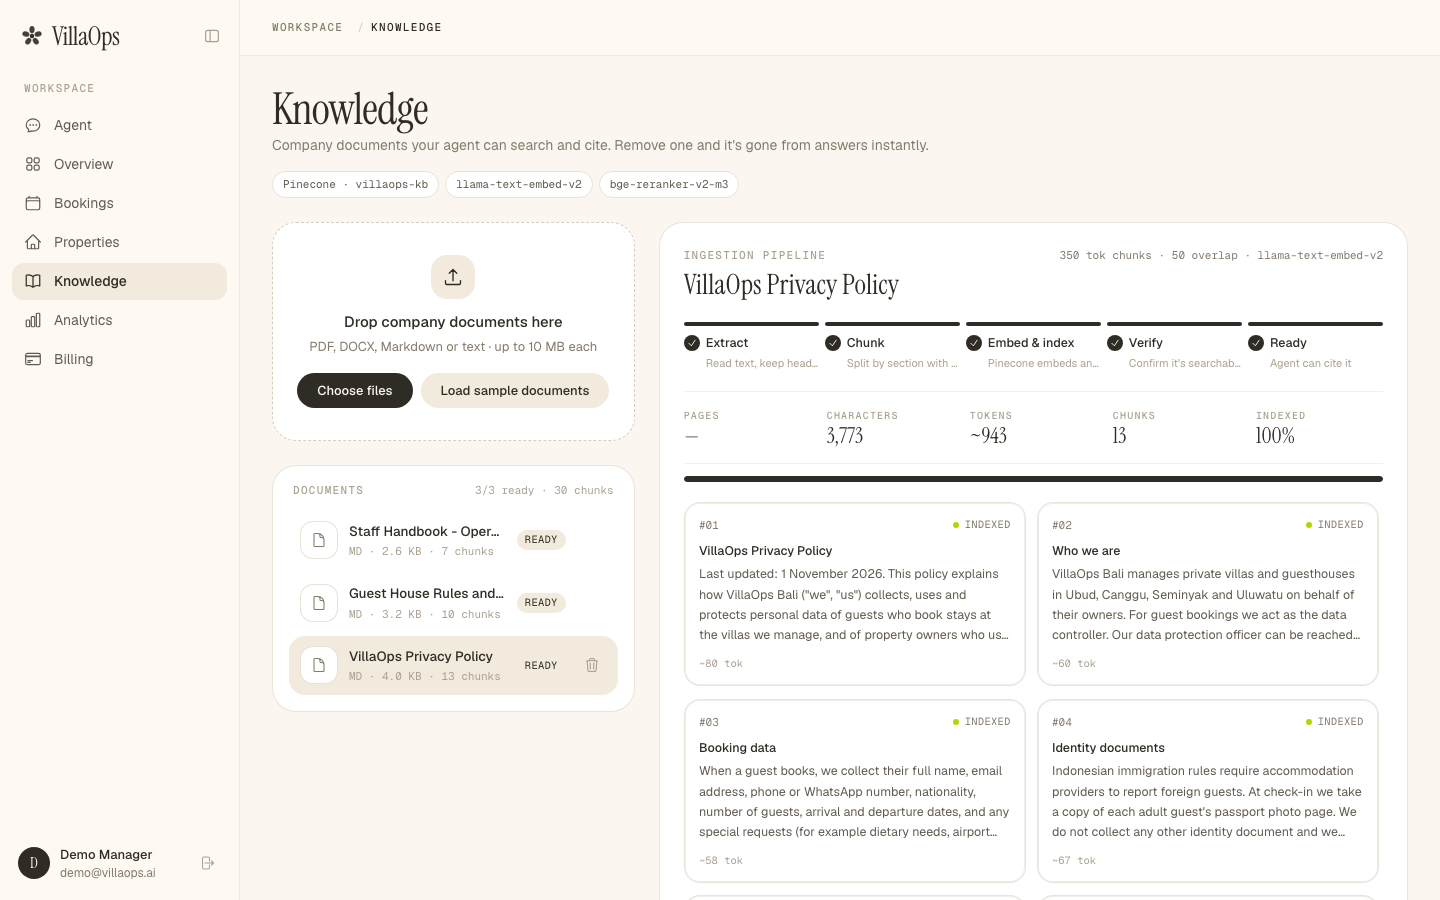 VillaOps
WORKSPACE
Agent
Overview
Bookings
Properties
Knowledge
Analytics
Billing
D
Demo Manager
demo@villaops.ai
WORKSPACE / KNOWLEDGE
Knowledge
Company documents your agent can search and cite. Remove one and it's gone from answers instantly.
Pinecone · villaops-kb
llama-text-embed-v2
bge-reranker-v2-m3
Drop company documents here
PDF, DOCX, Markdown or text · up to 10 MB each
Choose files
Load sample documents
DOCUMENTS
3/3 ready · 30 chunks
Staff Handbook - Oper...
MD · 2.6 KB · 7 chunks
READY
Guest House Rules and...
MD · 3.2 KB · 10 chunks
READY
VillaOps Privacy Policy
MD · 4.0 KB · 13 chunks
READY
INGESTION PIPELINE
350 tok chunks · 50 overlap · llama-text-embed-v2
VillaOps Privacy Policy
Extract
Read text, keep head...
Chunk
Split by section with ...
Embed & index
Pinecone embeds an...
Verify
Confirm it's searchab...
Ready
Agent can cite it
PAGES
—
CHARACTERS
3,773
TOKENS
~943
CHUNKS
13
INDEXED
100%
#01
INDEXED
VillaOps Privacy Policy
Last updated: 1 November 2026. This policy explains
how VillaOps Bali ("we", "us") collects, uses and
protects personal data of guests who book stays at
the villas we manage, and of property owners who us...
~80 tok
#02
INDEXED
Who we are
VillaOps Bali manages private villas and guesthouses
in Ubud, Canggu, Seminyak and Uluwatu on behalf of
their owners. For guest bookings we act as the data
controller. Our data protection officer can be reached...
~60 tok
#03
INDEXED
Booking data
When a guest books, we collect their full name, email
address, phone or WhatsApp number, nationality,
number of guests, arrival and departure dates, and any
special requests (for example dietary needs, airport...
~58 tok
#04
INDEXED
Identity documents
Indonesian immigration rules require accommodation
providers to report foreign guests. At check-in we take
a copy of each adult guest's passport photo page. We
do not collect any other identity document and we...
~67 tok